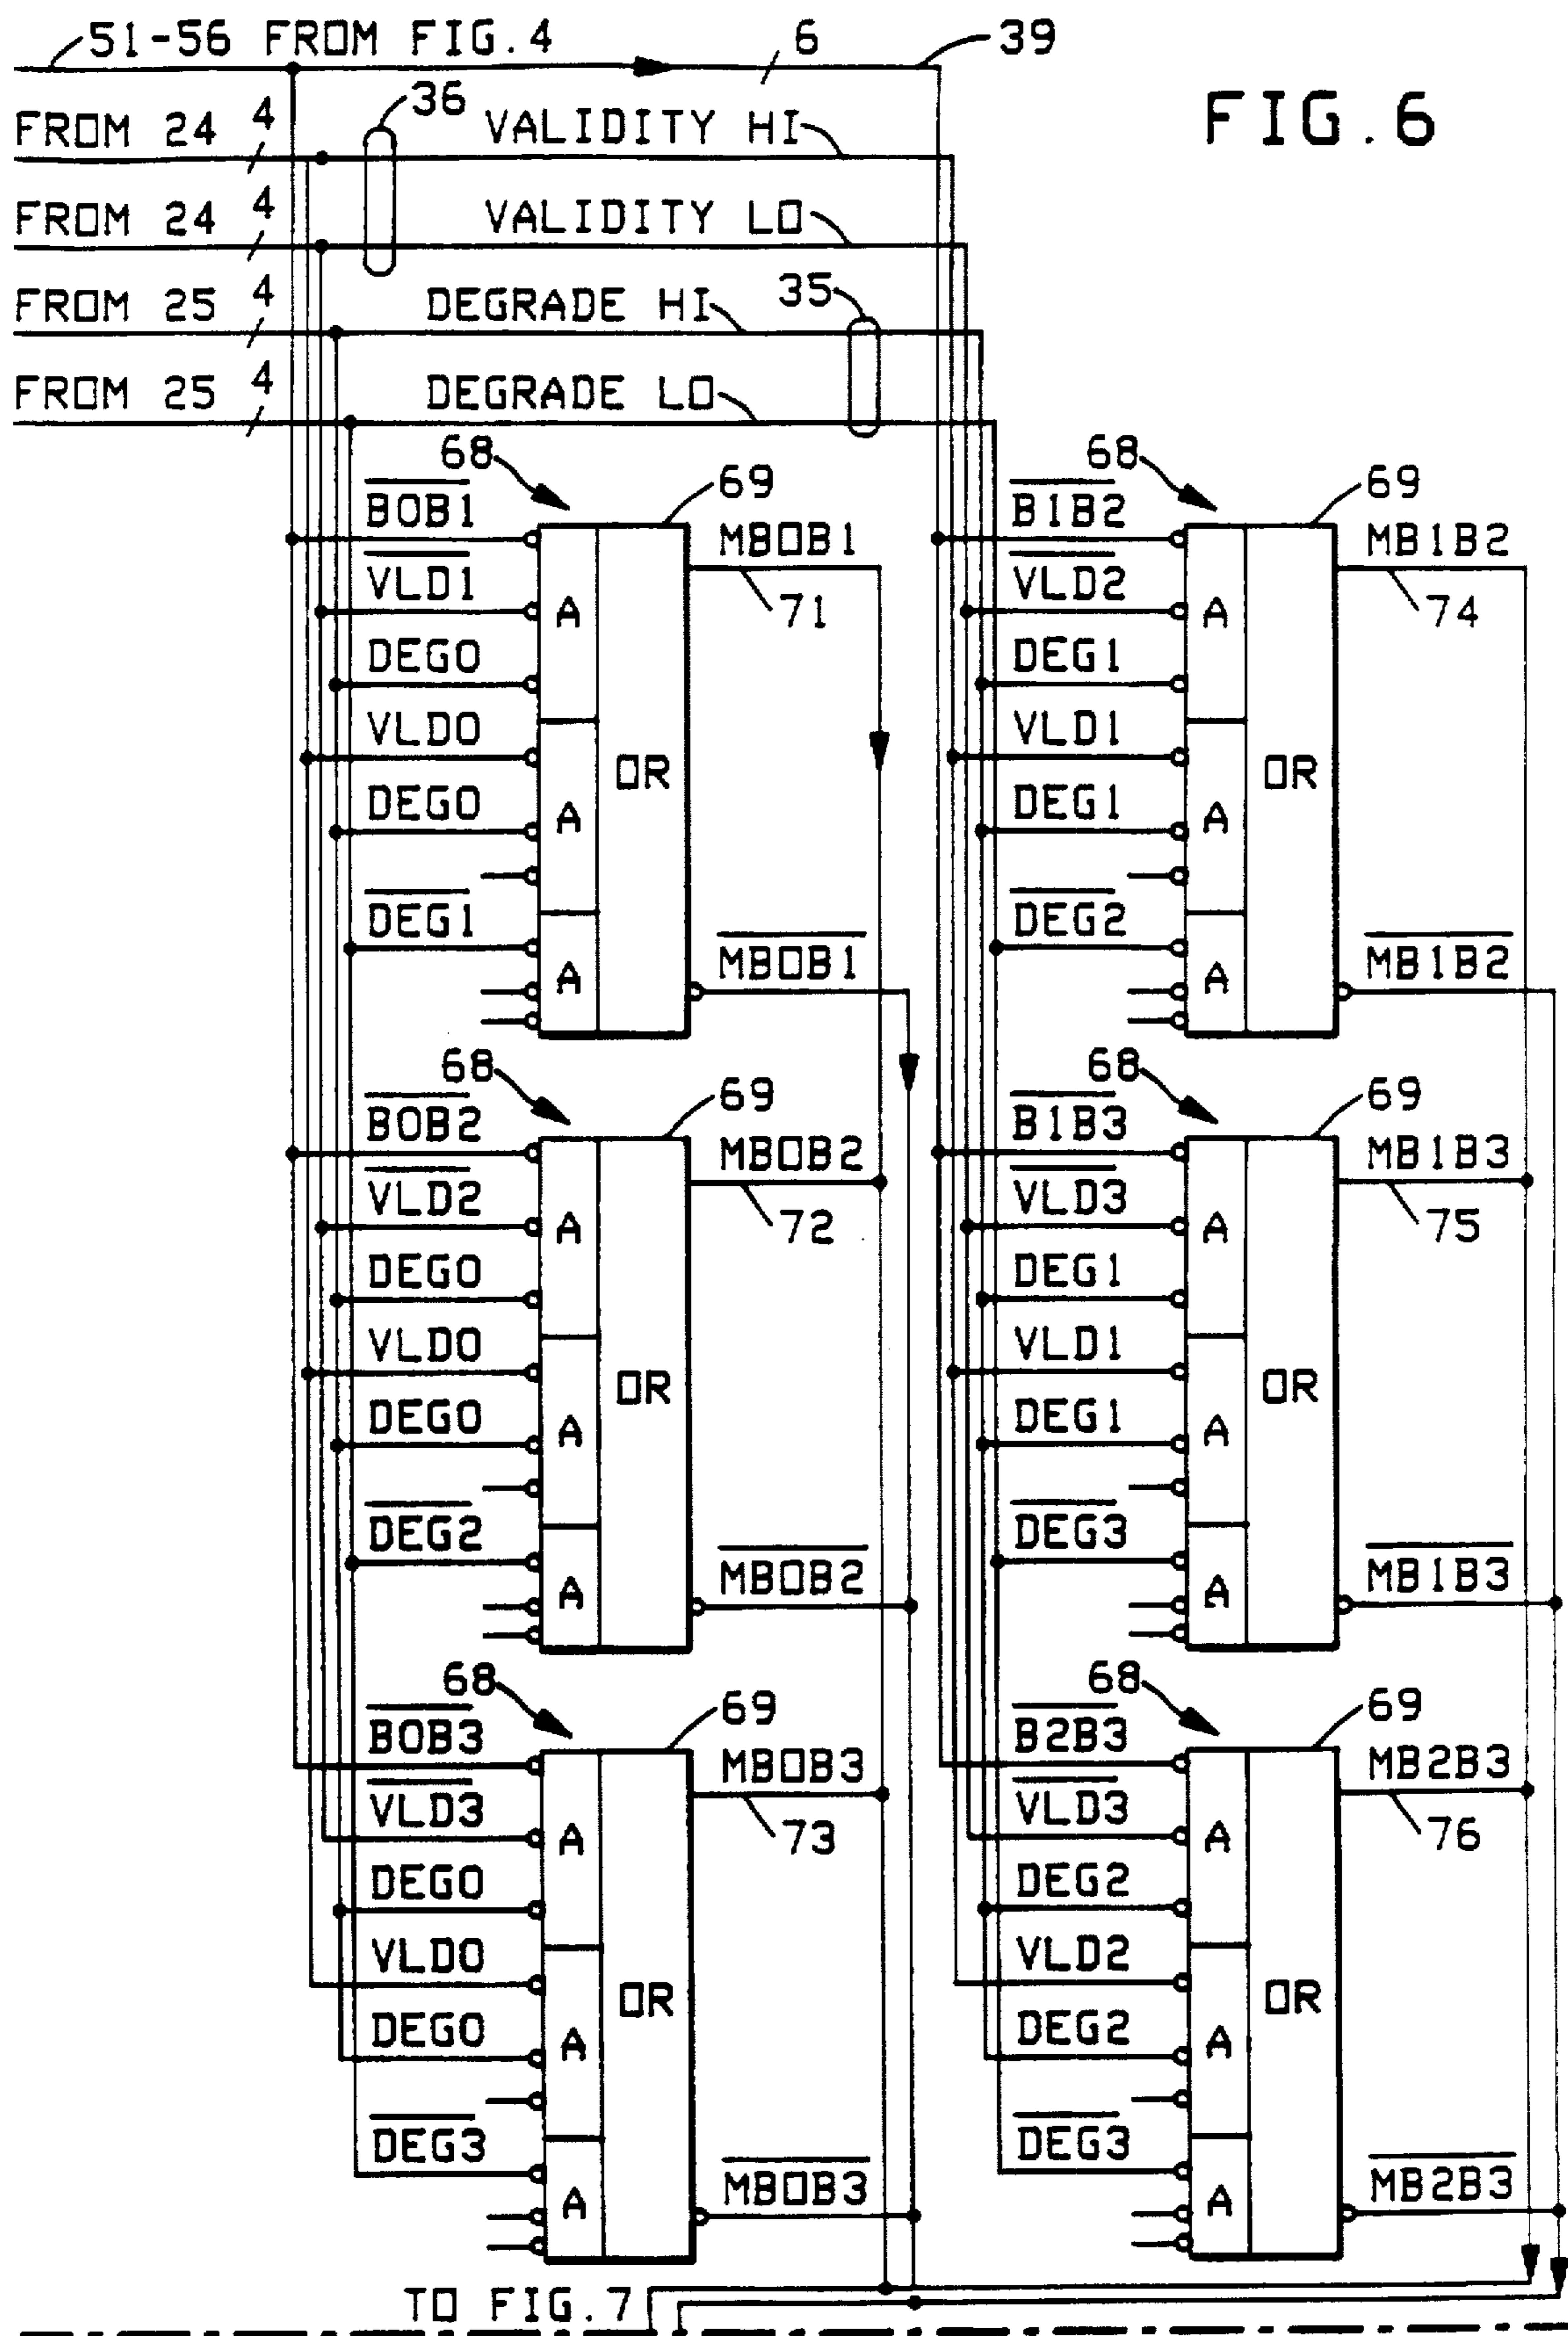 51-56 FROM FIG.4
6
39
FIG.6
36
FROM 24
4
VALIDITY HI
FROM 24
4
VALIDITY LO
FROM 25
4
DEGRADE HI
35
FROM 25
4
DEGRADE LO
68
69
B0B1
MB0B1
VLD1
A
71
DEG0
VLD0
OR
DEG0
A
DEG1
MB0B1
A
68
69
B1B2
MB1B2
VLD2
A
74
DEG1
VLD1
OR
DEG1
A
DEG2
MB1B2
A
68
69
B0B2
MB0B2
VLD2
A
72
DEG0
VLD0
OR
DEG0
A
DEG2
MB0B2
A
68
69
B1B3
MB1B3
VLD3
A
75
DEG1
VLD1
OR
DEG1
A
DEG3
MB1B3
A
68
69
B0B3
MB0B3
VLD3
A
73
DEG0
VLD0
OR
DEG0
A
DEG3
MB0B3
A
68
69
B2B3
MB2B3
VLD3
A
76
DEG2
VLD2
OR
DEG2
A
DEG3
MB2B3
A
TO FIG.7